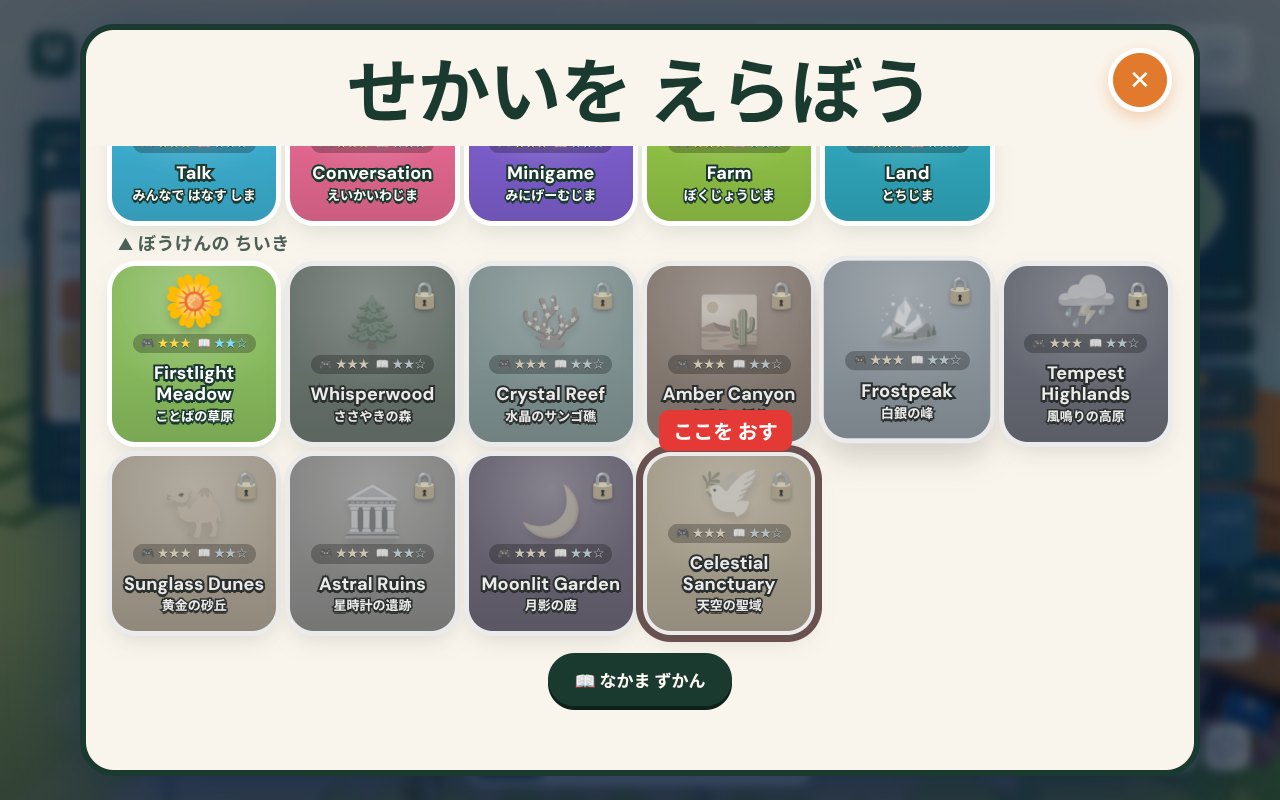 せかいを えらぼう
×
Talk
みんなで はなす しま
Conversation
えいかいわじま
Minigame
みにげーむじま
Farm
ぼくじょうじま
Land
とちじま
▲ ぼうけんの ちいき
★★★ ★★☆
Firstlight
Meadow
ことばの草原
★★★ ★★☆
Whisperwood
ささやきの森
★★★ ★★☆
Crystal Reef
水晶のサンゴ礁
★★★ ★★☆
Amber Canyon
★★★ ★★☆
Frostpeak
白銀の峰
★★★ ★★☆
Tempest
Highlands
風鳴りの高原
★★★ ★★☆
Sunglass Dunes
黄金の砂丘
★★★ ★★☆
Astral Ruins
星時計の遺跡
★★★ ★★☆
Moonlit Garden
月影の庭
ここを おす
★★★ ★★☆
Celestial
Sanctuary
天空の聖域
なかま ずかん